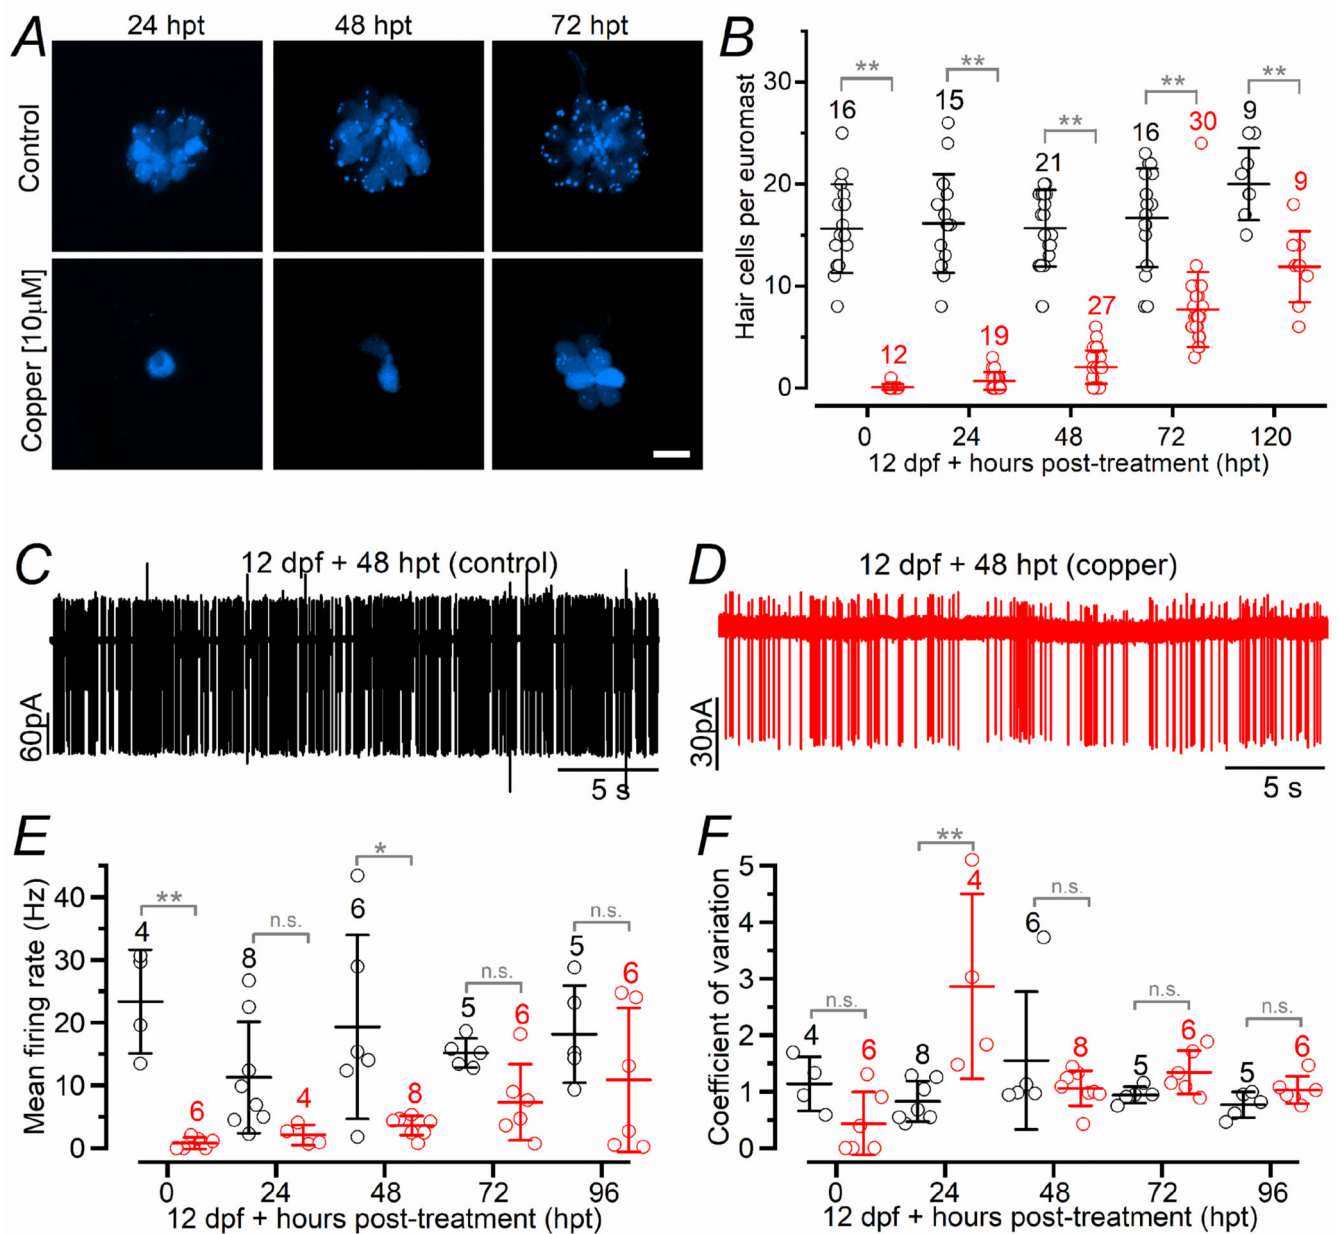 A
24 hpt
48 hpt
72 hpt
Control
Copper [10µM]
B
Hair cells per euromast
30
20
10
0
**
**
**
**
**
16
15
21
16
9
12
19
27
30
9
0
24
48
72
120
12 dpf + hours post-treatment (hpt)
C
12 dpf + 48 hpt (control)
60pA
5 s
D
12 dpf + 48 hpt (copper)
30pA
5 s
E
Mean firing rate (Hz)
40
30
20
10
0
**
n.s.
*
n.s.
n.s.
4
6
8
4
6
8
5
6
5
6
0
24
48
72
96
12 dpf + hours post-treatment (hpt)
F
Coefficient of variation
5
4
3
2
1
0
n.s.
**
n.s.
n.s.
n.s.
4
6
8
4
6
8
5
6
5
6
0
24
48
72
96
12 dpf + hours post-treatment (hpt)